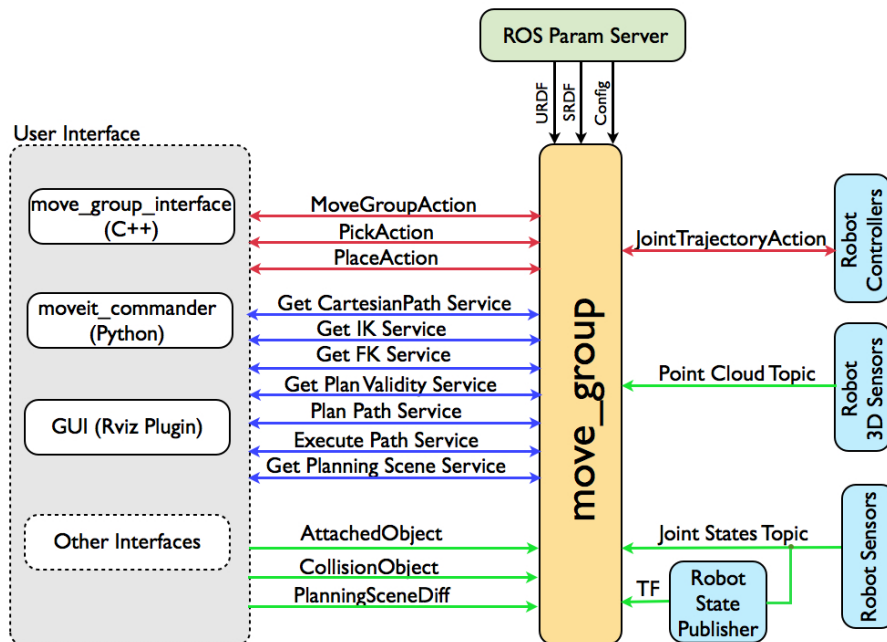 ROS Param Server
URDF
SRDF
Config
User Interface
move_group_interface
(C++)
moveit_commander
(Python)
GUI (Rviz Plugin)
Other Interfaces
MoveGroupAction
PickAction
PlaceAction
Get CartesianPath Service
Get IK Service
Get FK Service
Get Plan Validity Service
Plan Path Service
Execute Path Service
Get Planning Scene Service
AttachedObject
CollisionObject
PlanningSceneDiff
move_group
JointTrajectoryAction
Robot
Controllers
Point Cloud Topic
Robot
3D Sensors
Joint States Topic
TF
Robot
State
Publisher
Robot Sensors